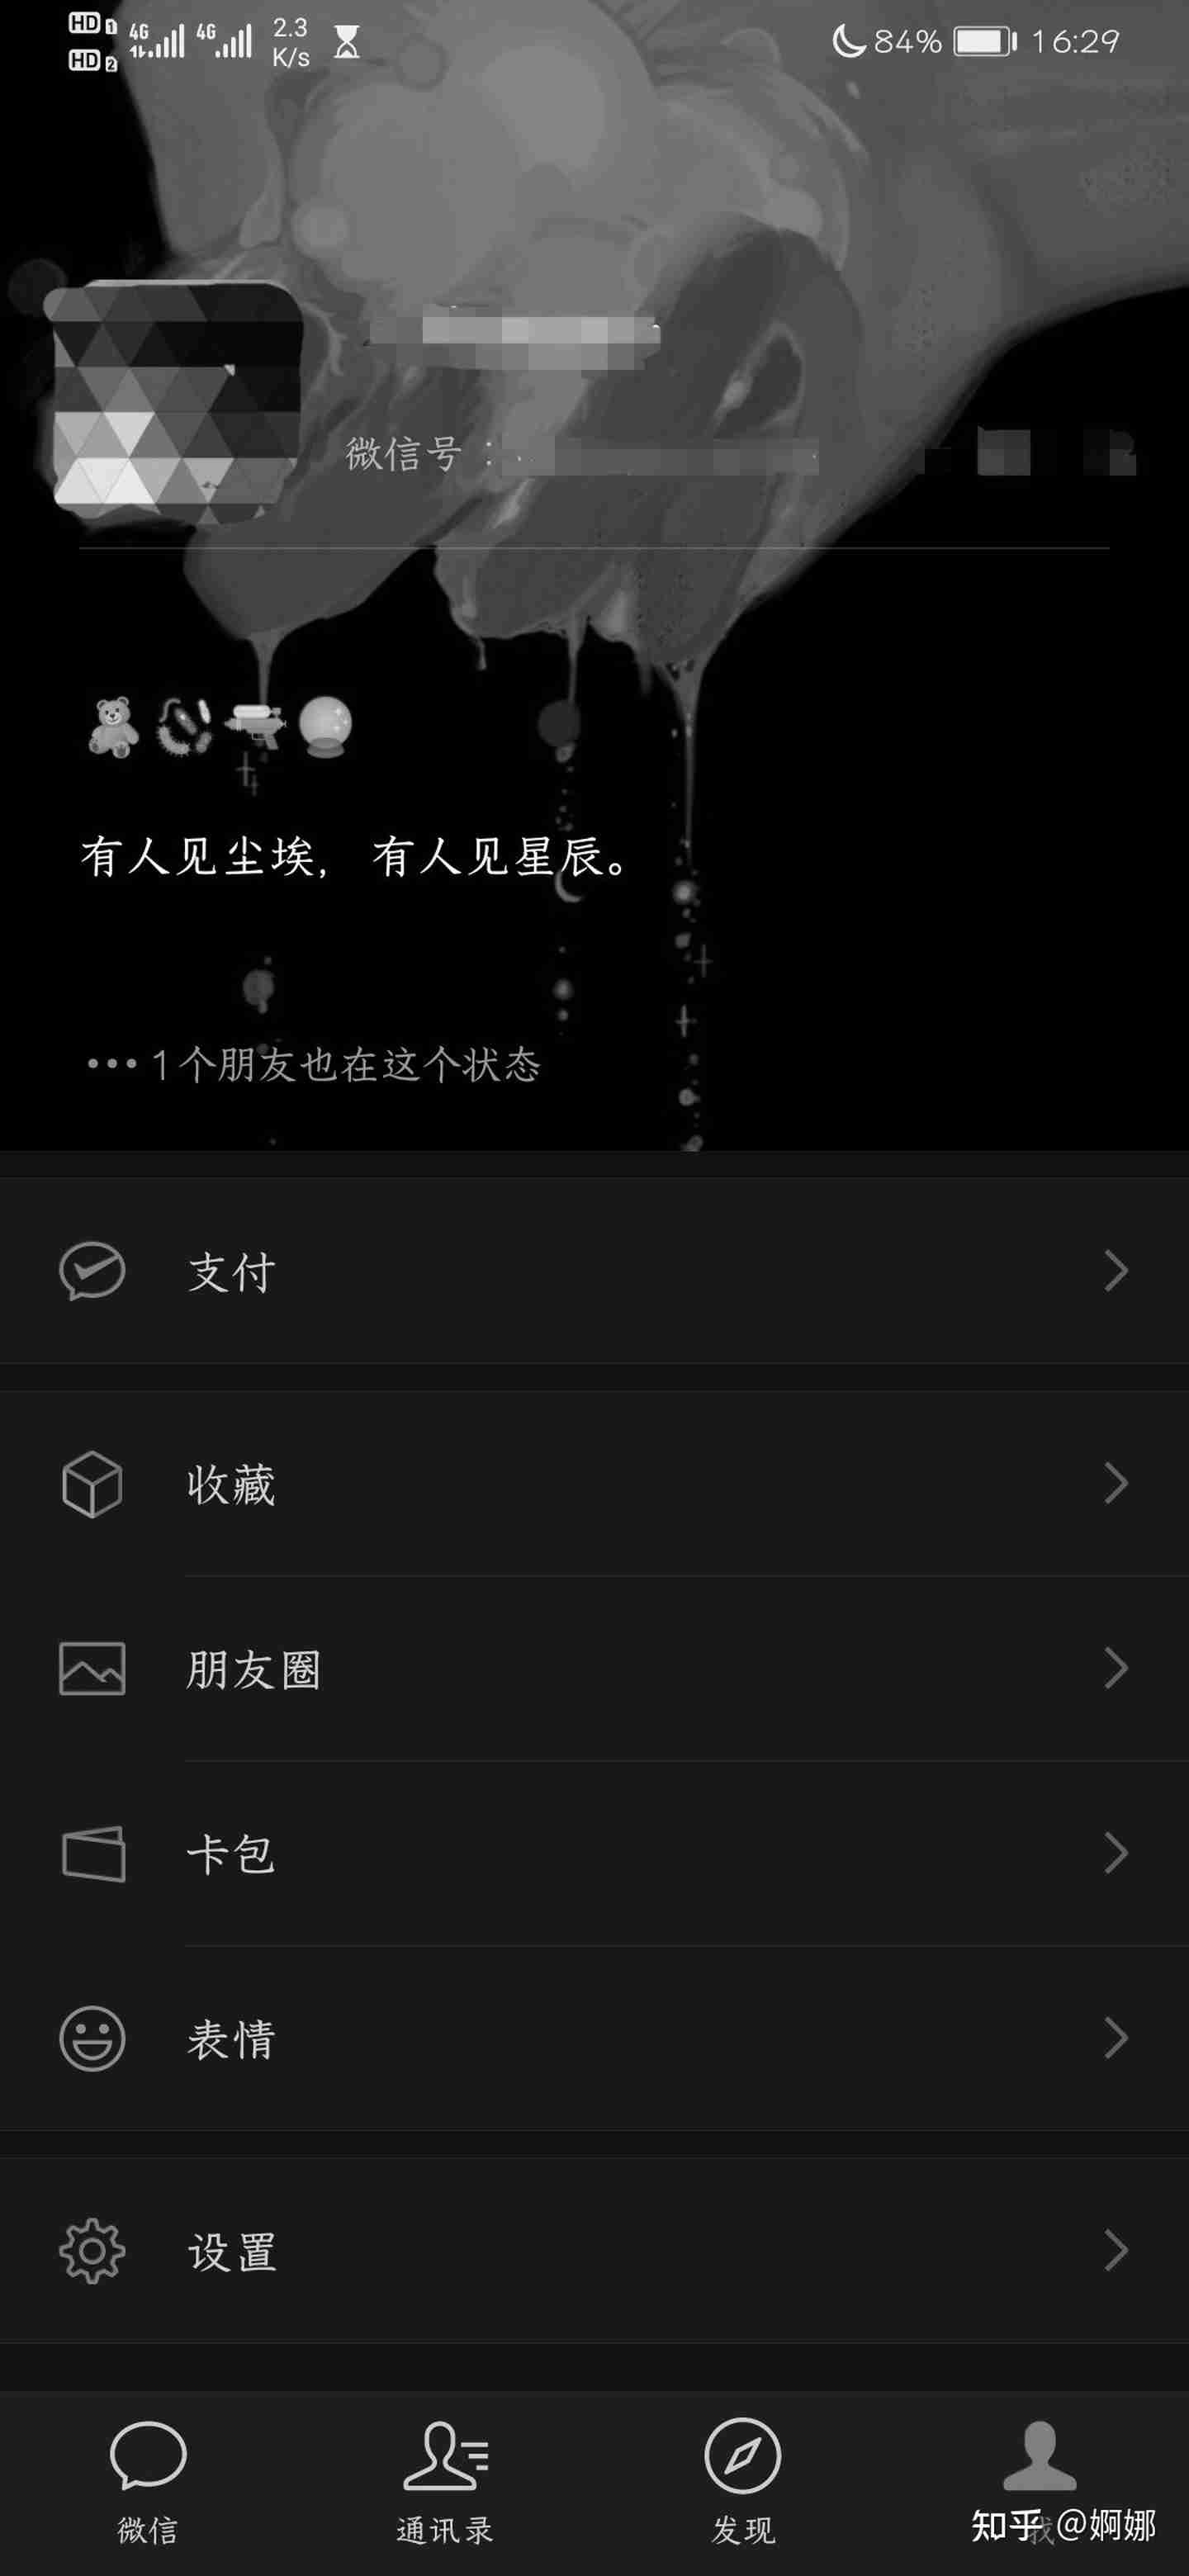 HD 1 4G 4G 2.3 84% 16:29
HD 2 K/s
微信号：
有人见尘埃，有人见星辰。
1个朋友也在这个状态
支付
收藏
朋友圈
卡包
表情
设置
微信 通讯录 发现 我
知乎 @婀娜